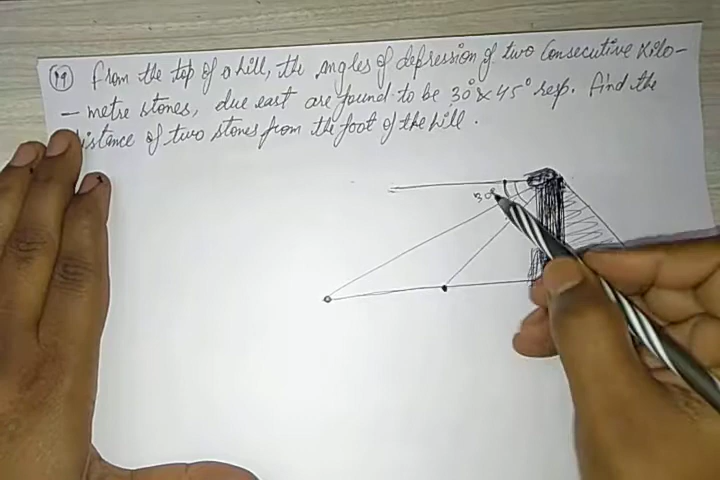 19 from the top of a hill, the angles of depression of two Consecutive Kilo-
- metre stones, due east are found to be 30° & 45° resp. find the
distance of two stones from the foot of the hill.
30°